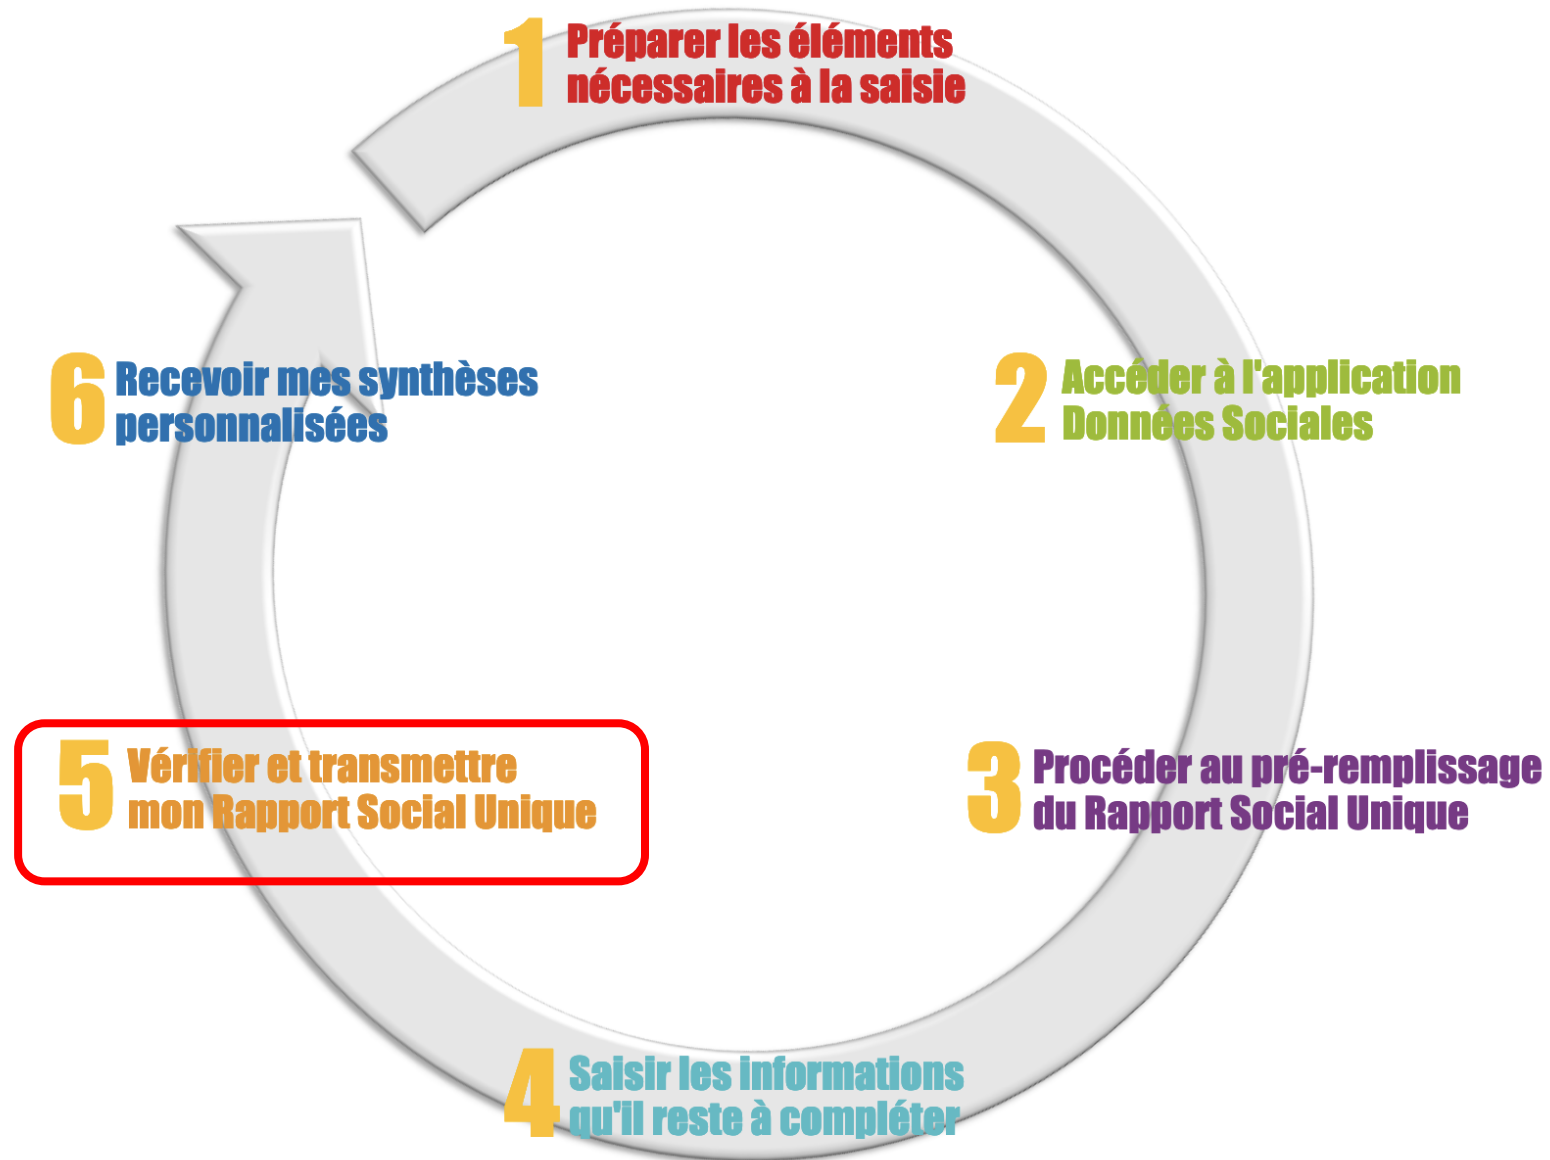 1 Préparer les éléments
nécessaires à la saisie
2 Accéder à l'application
Données Sociales
3 Procéder au pré-remplissage
du Rapport Social Unique
4 Saisir les informations
qu'il reste à compléter
5 Vérifier et transmettre
mon Rapport Social Unique
6 Recevoir mes synthèses
personnalisées